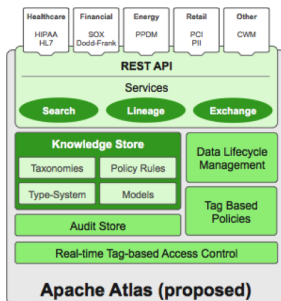 Healthcare
HIPAA
HL7
Financial
SOX
Dodd-Frank
Energy
PPDM
Retail
PCI
PII
Other
CWM
REST API
Services
Search
Lineage
Exchange
Knowledge Store
Taxonomies
Policy Rules
Type-System
Models
Data Lifecycle
Management
Audit Store
Tag Based
Policies
Real-time Tag-based Access Control
Apache Atlas (proposed)